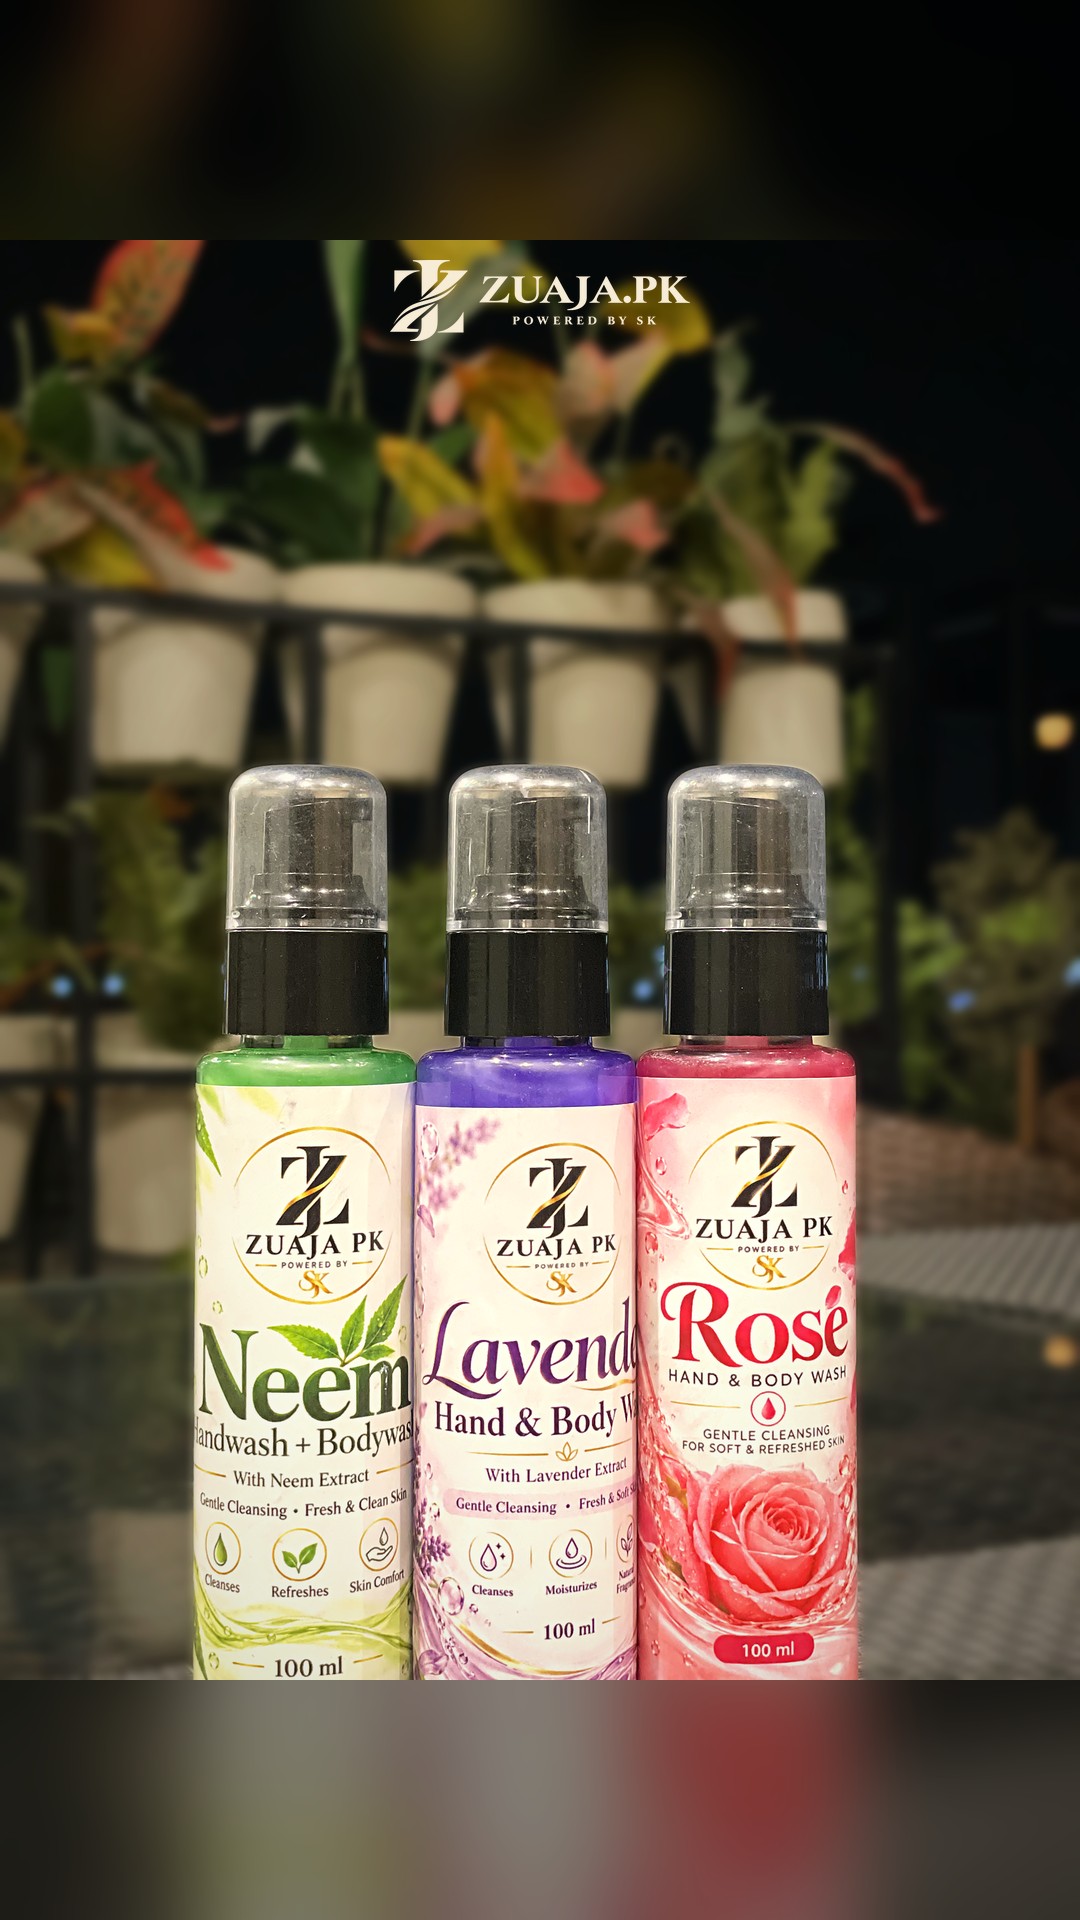 ZUAJA.PK
POWERED BY SK
ZUAJA PK
POWERED BY
SK
Neem
Handwash + Bodywas
With Neem Extract
Gentle Cleansing • Fresh & Clean Skin
Cleanses
Refreshes
Skin Comfort
100 ml
ZUAJA PK
POWERED BY
SK
Lavende
Hand & Body W
With Lavender Extract
Gentle Cleansing • Fresh & Soft S
Cleanses
Moisturizes
Natural
Fragran
100 ml
ZUAJA PK
POWERED BY
SK
Rosé
HAND & BODY WASH
GENTLE CLEANSING
FOR SOFT & REFRESHED SKIN
100 ml